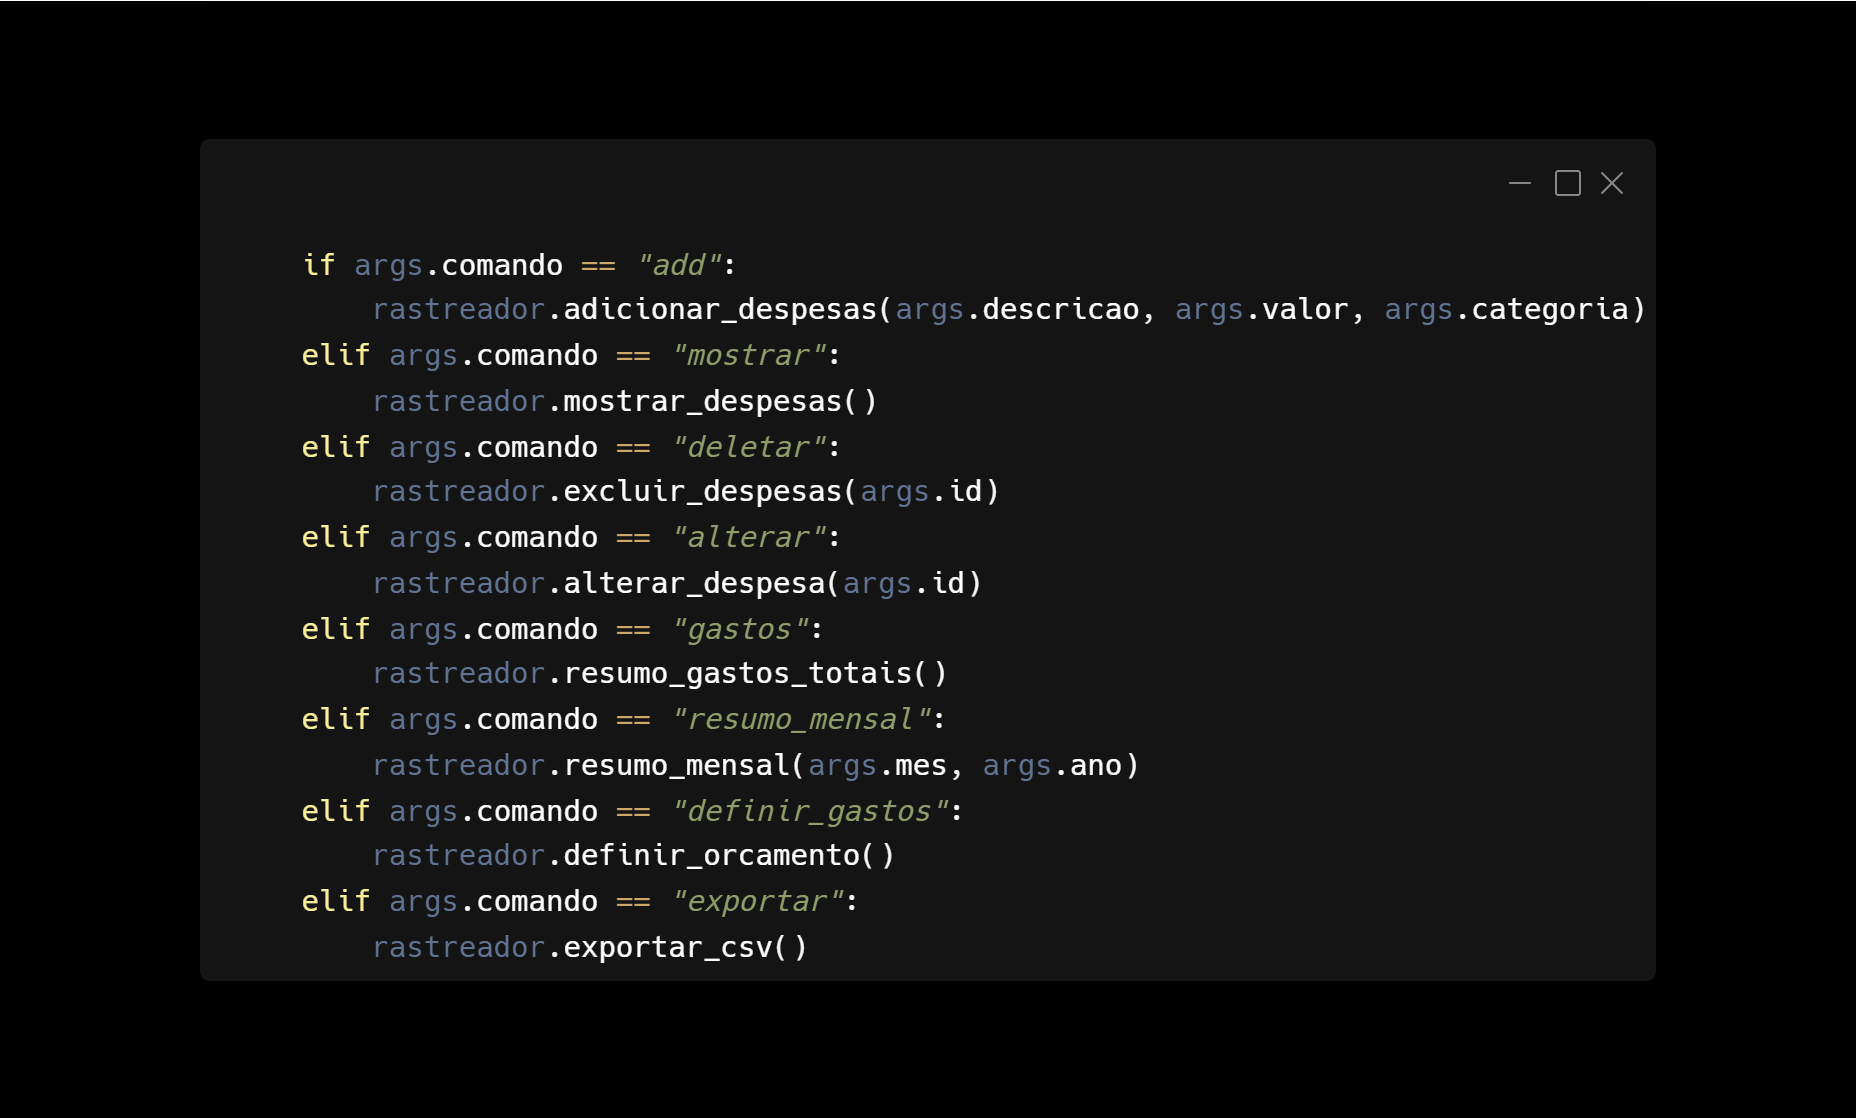 if args.comando == "add":
    rastreador.adicionar_despesas(args.descricao, args.valor, args.categoria)
elif args.comando == "mostrar":
    rastreador.mostrar_despesas()
elif args.comando == "deletar":
    rastreador.excluir_despesas(args.id)
elif args.comando == "alterar":
    rastreador.alterar_despesa(args.id)
elif args.comando == "gastos":
    rastreador.resumo_gastos_totais()
elif args.comando == "resumo_mensal":
    rastreador.resumo_mensal(args.mes, args.ano)
elif args.comando == "definir_gastos":
    rastreador.definir_orcamento()
elif args.comando == "exportar":
    rastreador.exportar_csv()